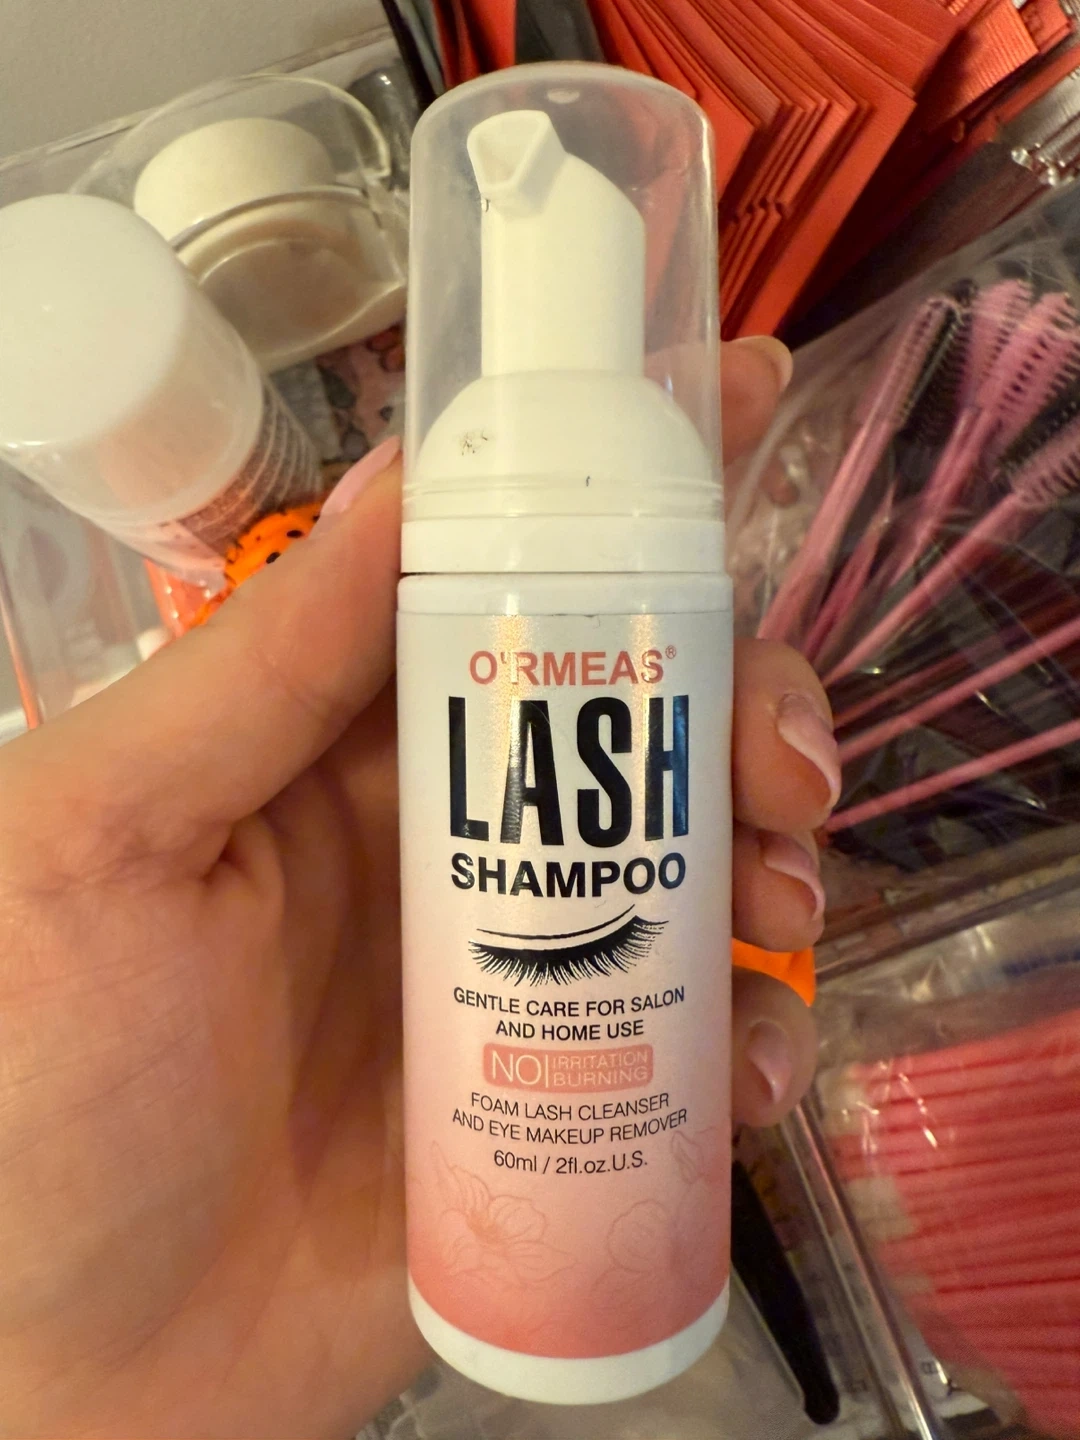 O'RMEAS®
LASH
SHAMPOO
GENTLE CARE FOR SALON
AND HOME USE
NO IRRITATION
BURNING
FOAM LASH CLEANSER
AND EYE MAKEUP REMOVER
60ml / 2fl.oz.U.S.